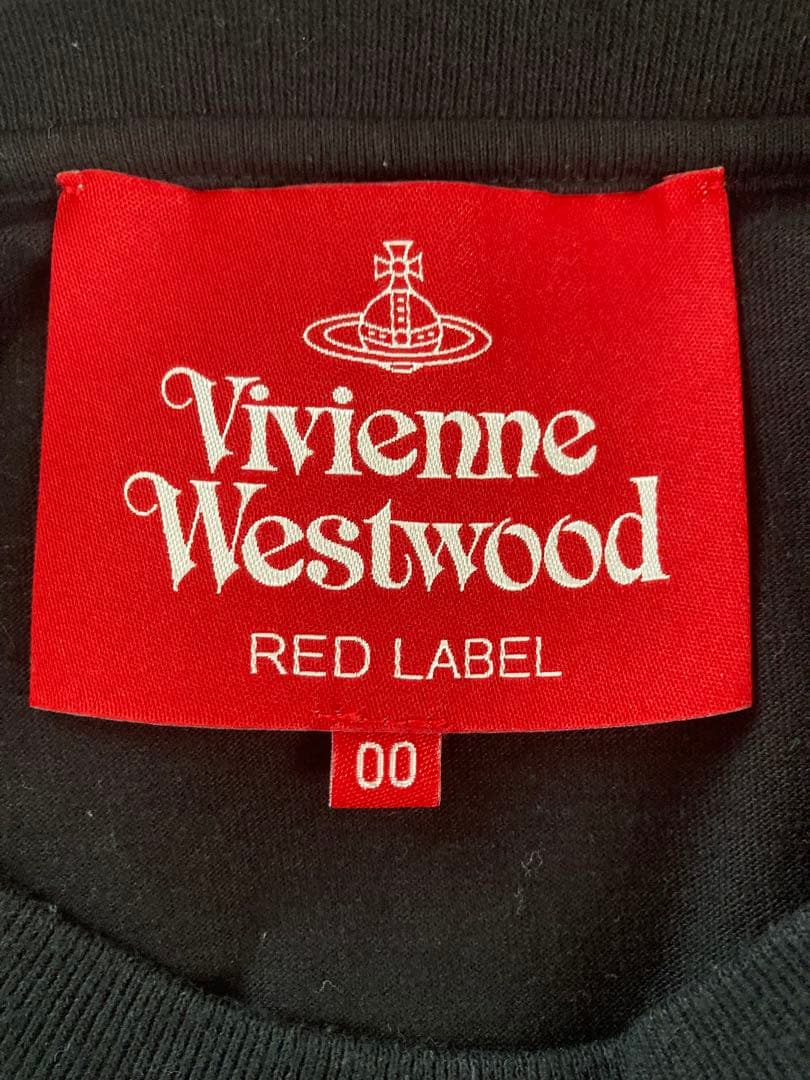 Vivienne
Westwood
RED LABEL
00